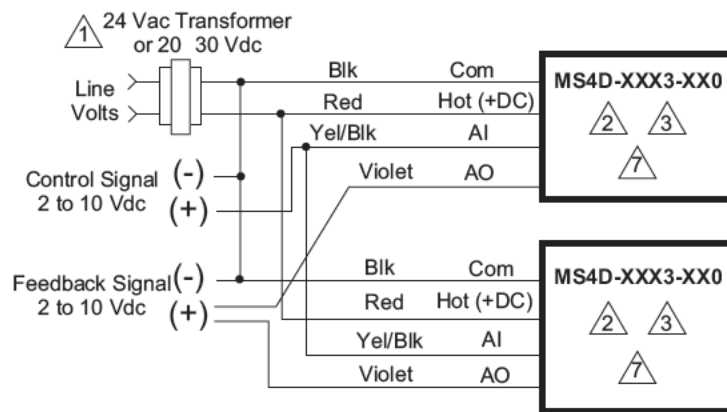 1
24 Vac Transformer
or 20 30 Vdc
Line
Volts
Blk Com
Red Hot (+DC)
Yel/Blk AI
Violet AO
MS4D-XXX3-XX0
2 3
7
Control Signal (-)
2 to 10 Vdc (+)
Feedback Signal (-)
2 to 10 Vdc (+)
Blk Com
Red Hot (+DC)
Yel/Blk AI
Violet AO
MS4D-XXX3-XX0
2 3
7